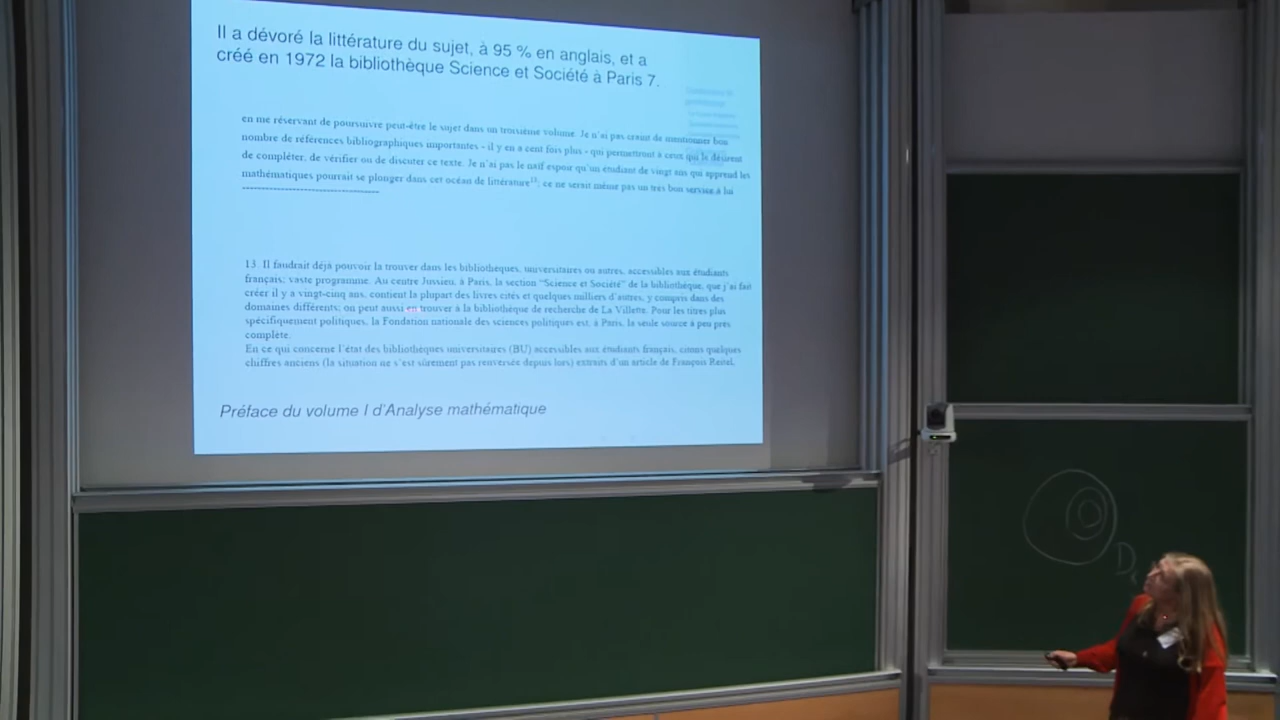 Il a dévoré la littérature du sujet, à 95 % en anglais, et a
créé en 1972 la bibliothèque Science et Société à Paris 7.
en me réservant de poursuivre peut-être le sujet dans un troisième volume. Je n'ai pas craint de mentionner bon
nombre de références bibliographiques importantes - il y en a cent fois plus - qui permettront à ceux qui le désirent
de compléter, de vérifier ou de discuter ce texte. Je n'ai pas le naïf espoir qu'un étudiant de vingt ans qui apprend les
mathématiques pourrait se plonger dans cet océan de littérature13; ce ne serait même pas un très bon service à lui
13. Il faudrait déjà pouvoir la trouver dans les bibliothèques, universitaires ou autres, accessibles aux étudiants
français; vaste programme. Au centre Jussieu, à Paris, la section "Science et Société" de la bibliothèque, que j'ai fait
créer il y a vingt-cinq ans, contient la plupart des livres cités et quelques milliers d'autres, y compris dans des
domaines différents; on peut aussi en trouver à la bibliothèque de recherche de La Villette. Pour les titres plus
spécifiquement politiques, la Fondation nationale des sciences politiques est, à Paris, la seule source à peu près
complète.
En ce qui concerne l'état des bibliothèques universitaires (BU) accessibles aux étudiants français, citons quelques
chiffres anciens (la situation ne s'est sûrement pas renversée depuis lors) extraits d'un article de François Reitel,
Préface du volume I d'Analyse mathématique